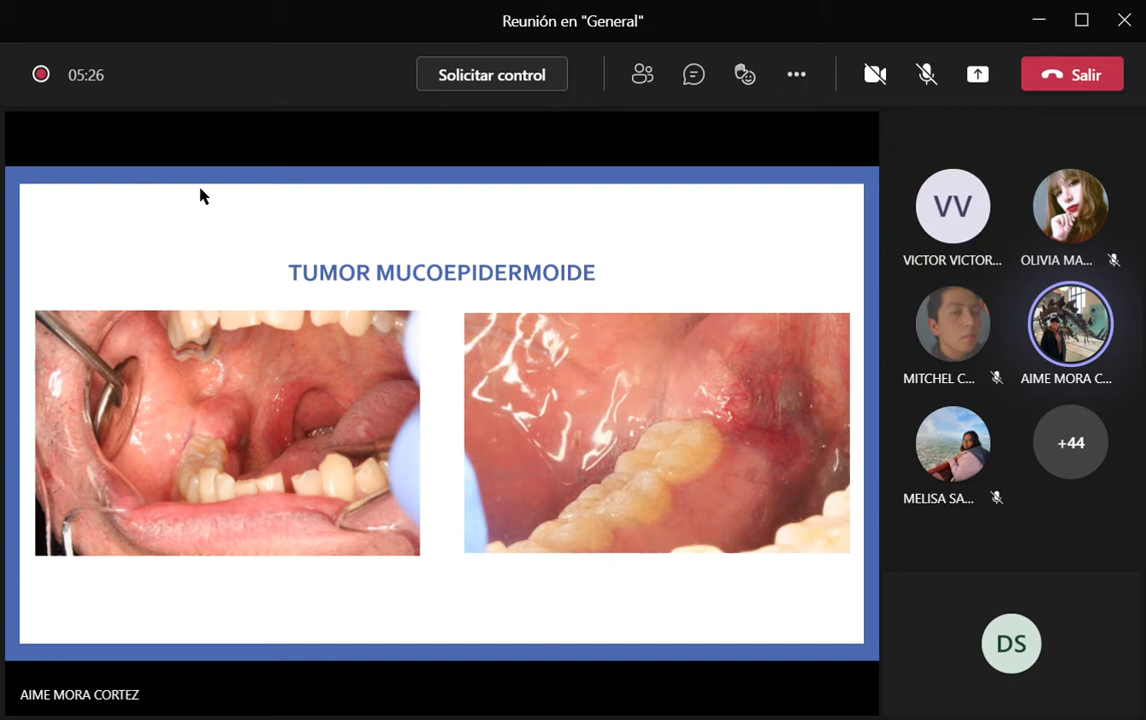 Reunión en "General"
05:26
Solicitar control
Salir
TUMOR MUCOEPIDERMOIDE
VV
VICTOR VICTOR...
OLIVIA MA...
MITCHEL C...
AIME MORA C...
MELISA SA...
+44
DS
AIME MORA CORTEZ